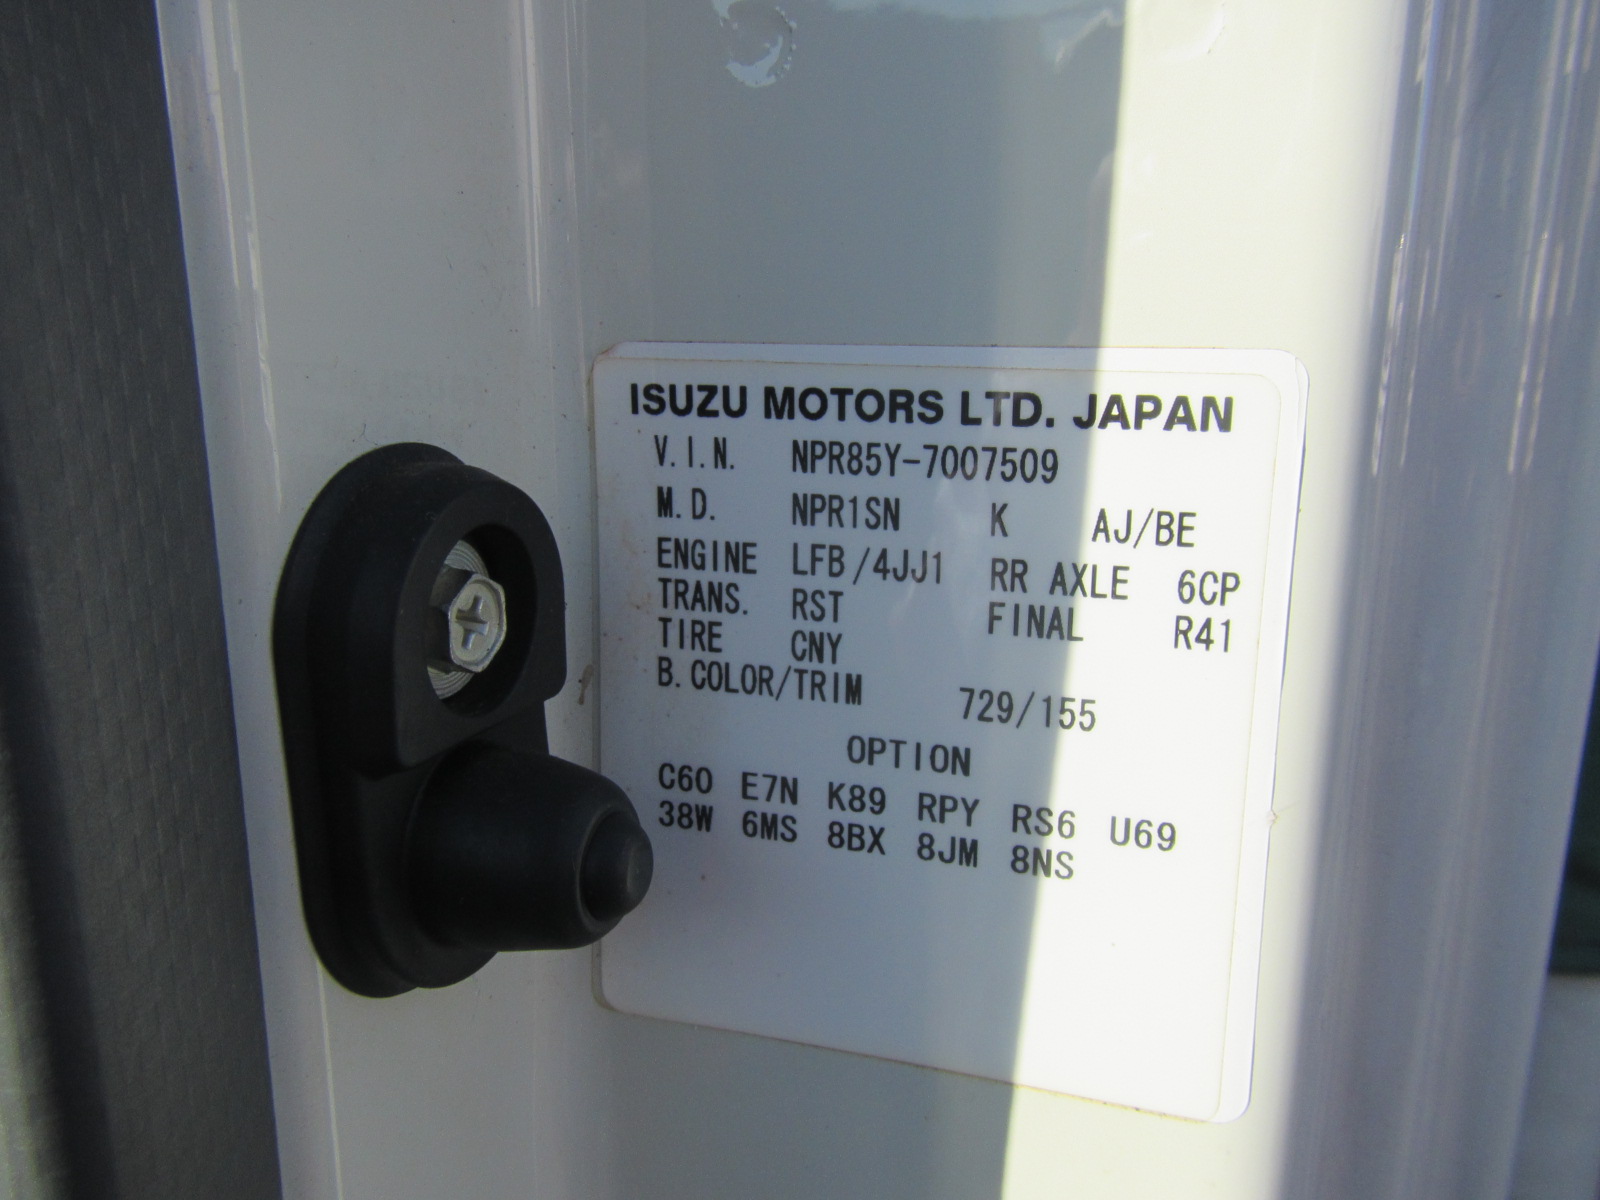 ISUZU MOTORS LTD. JAPAN
V.I.N. NPR85Y-7007509
M.D. NPR1SN K AJ/BE
ENGINE LFB/4JJ1 RR AXLE 6CP
TRANS. RST FINAL R41
TIRE CNY
B.COLOR/TRIM 729/155
OPTION
C60 E7N K89 RPY RS6 U69
38W 6MS 8BX 8JM 8NS